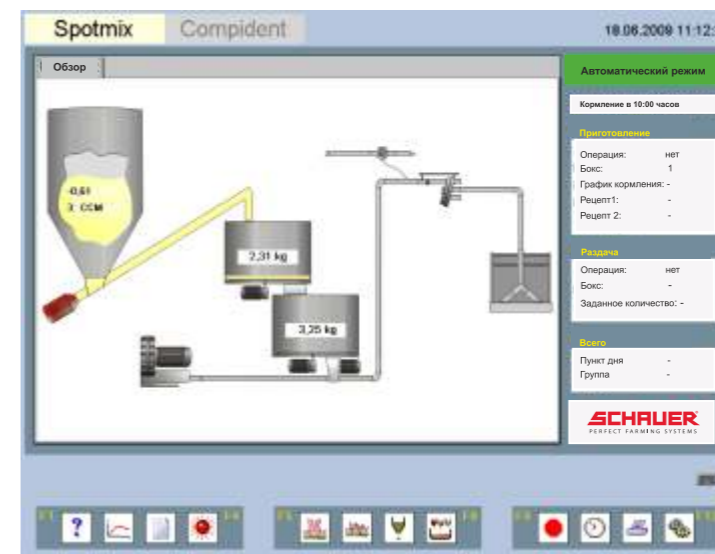 Spotmix Compident 18.06.2009 11:12:
Обзор
Автоматический режим
Кормление в 10:00 часов
Приготовление
Операция: нет
Бокс: 1
График кормления: -
Рецепт1: -
Рецепт 2: -
Раздача
Операция: нет
Бокс: -
Заданное количество: -
Всего
Пункт дня -
Группа -
SCHAUER
PERFECT FARMING SYSTEMS
-0,61
3: CCM
2,31 kg
3,25 kg
?